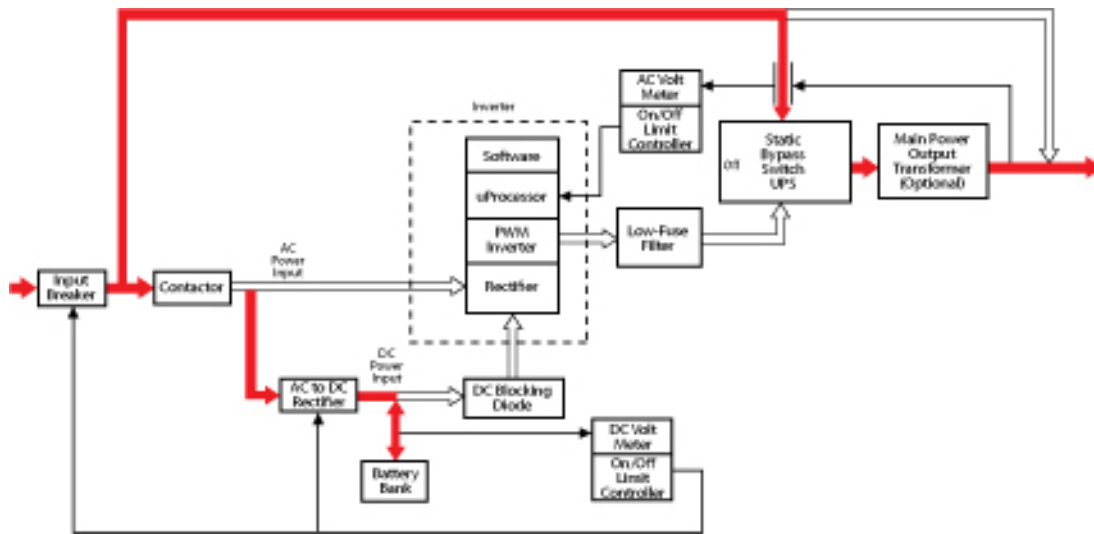 AC Volt
Meter
On/Off
Limit
Controller
Inverter
Software
uProcessor
PWM
Inverter
Rectifier
Static
Bypass
Switch
UPS
Main Power
Output
Transformer
(Optional)
Low-Fuse
Filter
AC
Power
Input
Input
Breaker
Contactor
DC
Power
Input
AC to DC
Rectifier
DC Blocking
Diode
DC Volt
Meter
On/Off
Limit
Controller
Battery
Bank